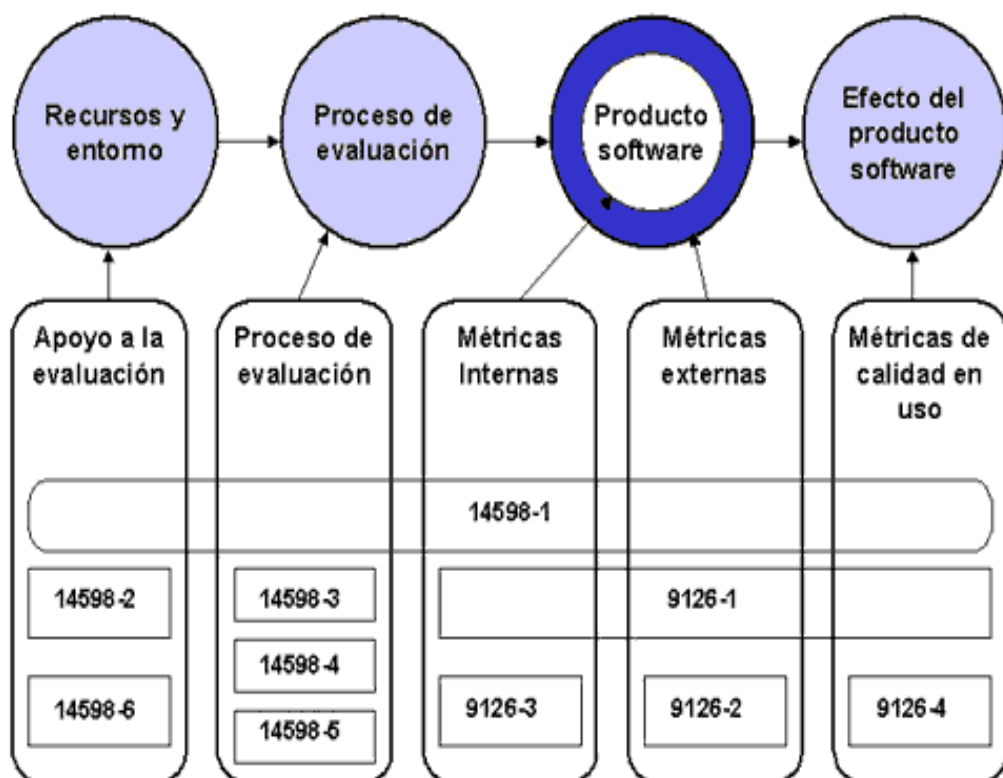 Recursos y
entorno
Proceso de
evaluación
Producto
software
Efecto del
producto
software
Apoyo a la
evaluación
Proceso de
evaluación
Métricas
Internas
Métricas
externas
Métricas de
calidad en
uso
14598-1
14598-2
14598-3
9126-1
14598-4
14598-6
14598-5
9126-3
9126-2
9126-4